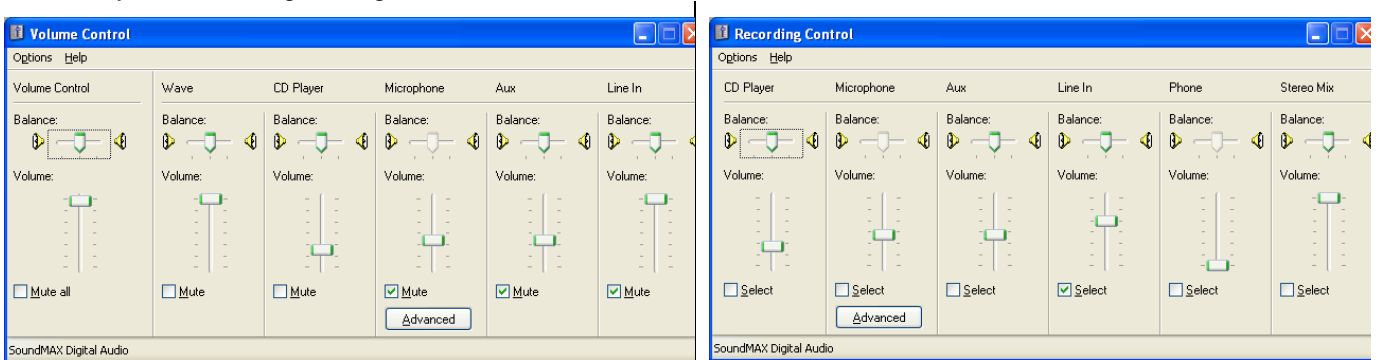 Volume Control
Options Help
Volume Control Wave CD Player Microphone Aux Line In
Balance: Balance: Balance: Balance: Balance: Balance:
Volume: Volume: Volume: Volume: Volume: Volume:
Mute all Mute Mute Mute Mute Mute
Advanced
SoundMAX Digital Audio
Recording Control
Options Help
CD Player Microphone Aux Line In Phone Stereo Mix
Balance: Balance: Balance: Balance: Balance: Balance:
Volume: Volume: Volume: Volume: Volume: Volume:
Select Select Select Select Select Select
Advanced
SoundMAX Digital Audio